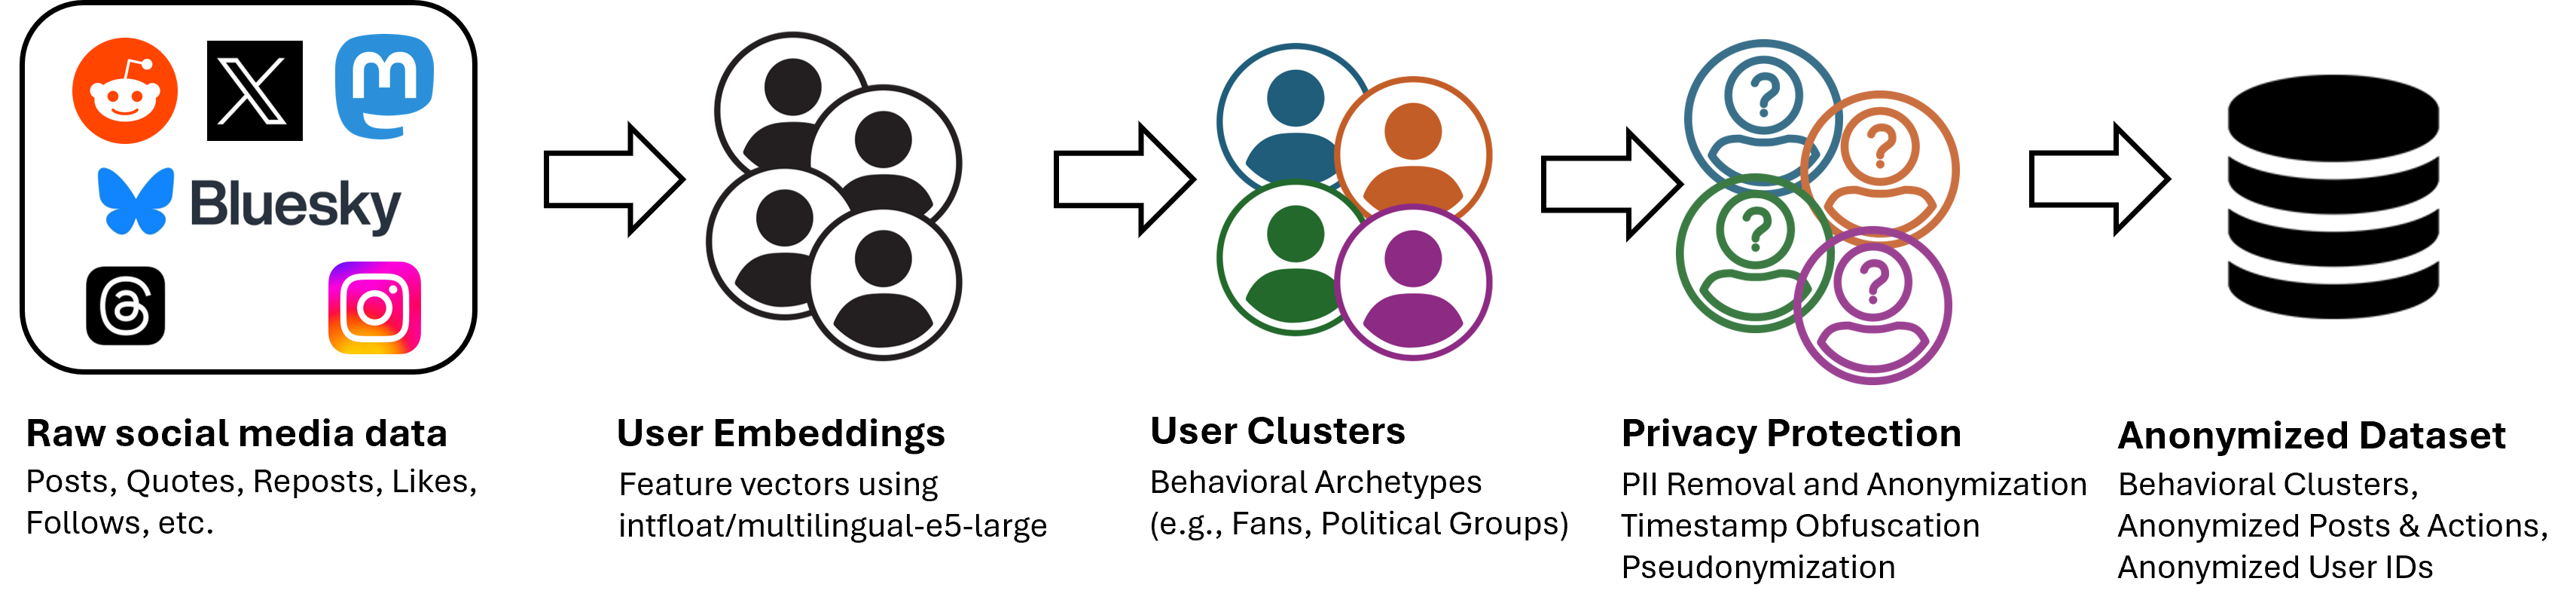 Bluesky
Raw social media data
Posts, Quotes, Reposts, Likes,
Follows, etc.
User Embeddings
Feature vectors using
intfloat/multilingual-e5-large
User Clusters
Behavioral Archetypes
(e.g., Fans, Political Groups)
Privacy Protection
PII Removal and Anonymization
Timestamp Obfuscation
Pseudonymization
Anonymized Dataset
Behavioral Clusters,
Anonymized Posts & Actions,
Anonymized User IDs